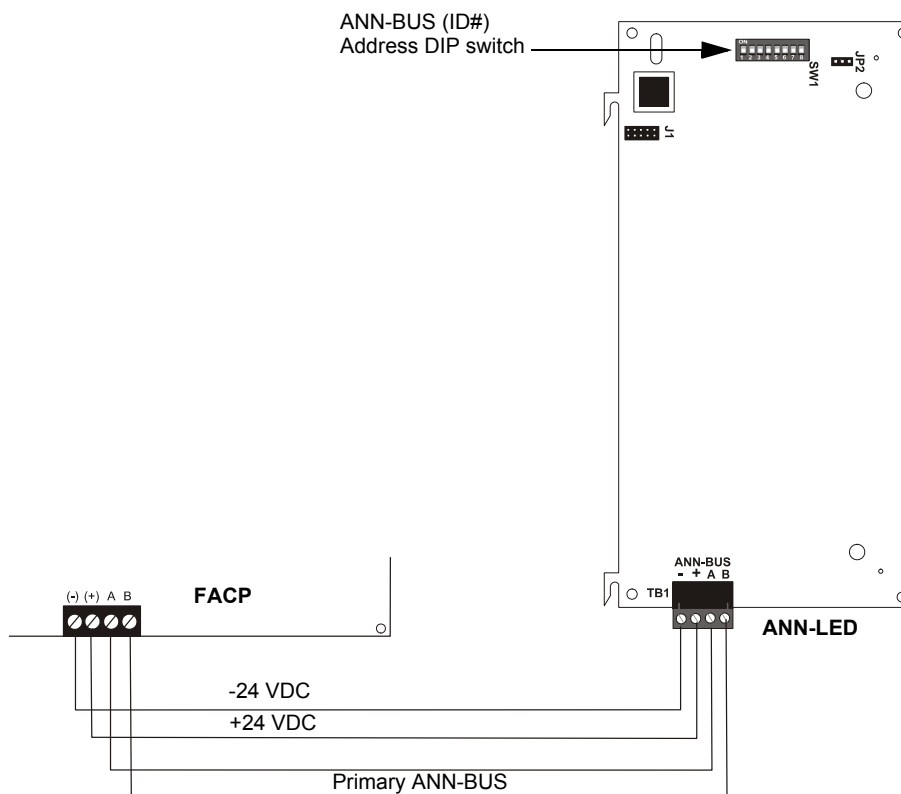 ANN-BUS (ID#)
Address DIP switch
ON
1 2 3 4 5 6 7 8
SW1
JP2
J1
ANN-BUS
- + A B
TB1
ANN-LED
(-) (+) A B
FACP
-24 VDC
+24 VDC
Primary ANN-BUS